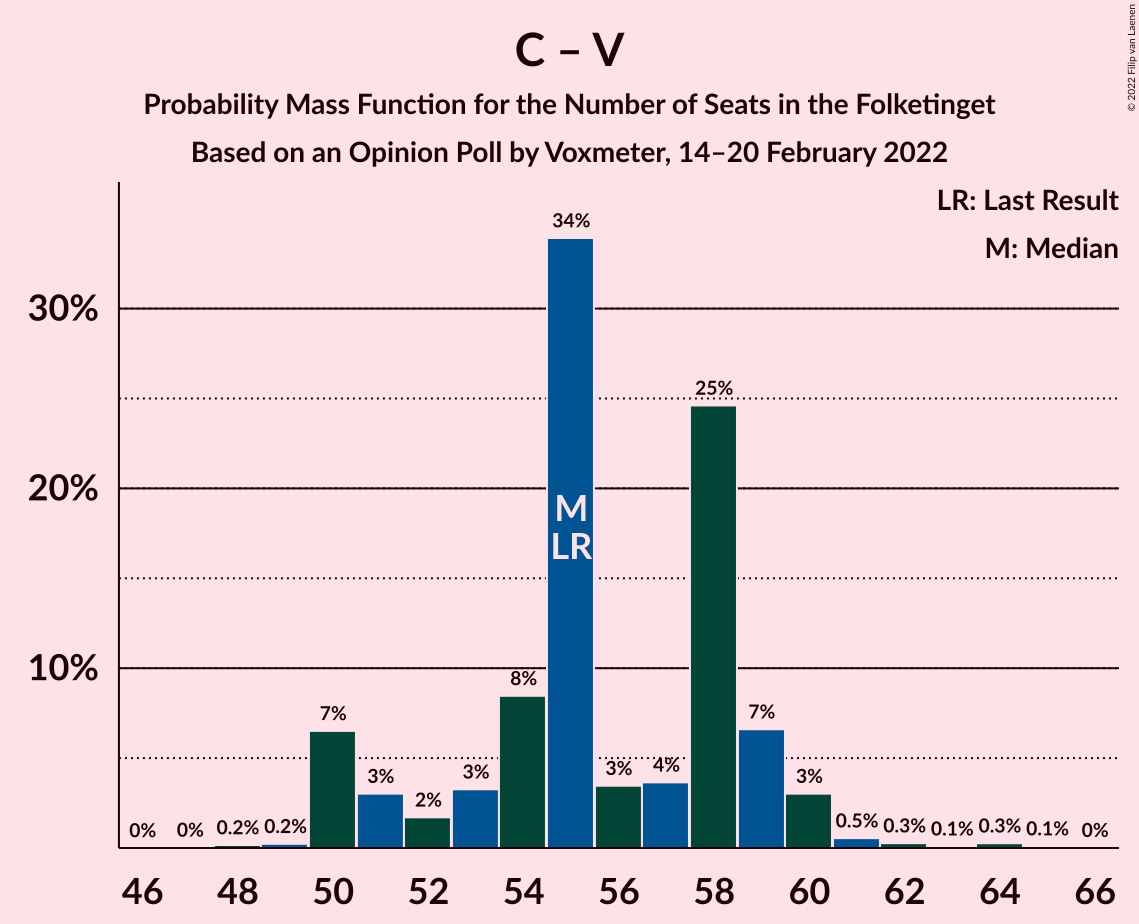 © 2022 Filip van Laenen
C – V
Probability Mass Function for the Number of Seats in the Folketinget
Based on an Opinion Poll by Voxmeter, 14–20 February 2022
LR: Last Result
M: Median
30%
20%
10%
0%
0%
0.2%
0.2%
7%
3%
2%
3%
8%
34%
M
LR
3%
4%
25%
7%
3%
0.5%
0.3%
0.1%
0.3%
0.1%
0%
46 48 50 52 54 56 58 60 62 64 66